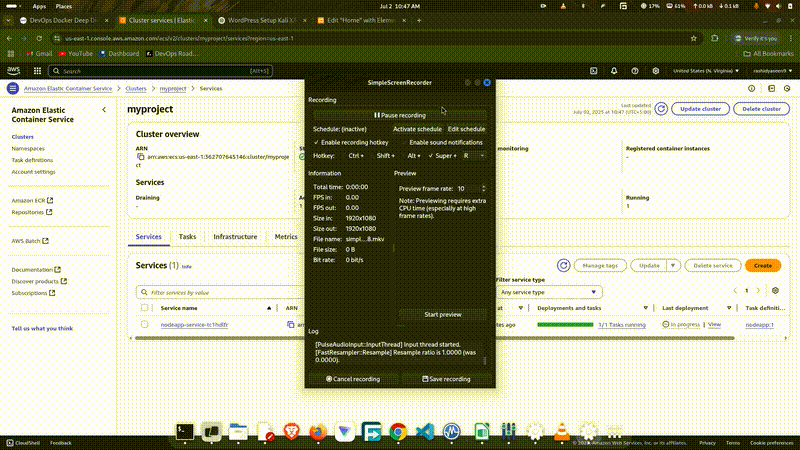 Apps Places
Jul 2 10:47 AM
17% 61% 0.0 kB 0.1 kB
DevOps Docker Deep Di
Cluster services | Elastic
WordPress Setup Kali X
Edit "Home" with Elem
us-east-1.console.aws.amazon.com/ecs/v2/clusters/myproject/services?region=us-east-1
Verify it's you
Gmail YouTube Dashboard DevOps Road...
All Bookmarks
aws
Search
[Alt+S]
United States (N. Virginia)
Amazon Elastic Container Service
Clusters
myproject
Services
Amazon Elastic
Container Service
Clusters
Namespaces
Task definitions
Account settings
Amazon ECR
Repositories
AWS Batch
Documentation
Discover products
Subscriptions
Tell us what you think
myproject
Last updated
July 02, 2025 at 10:47 (UTC+5:00)
Update cluster
Delete cluster
Cluster overview
ARN
arn:aws:ecs:us-east-1:362707645146:cluster/myproje
ct
monitoring
Registered container instances
-
Services
Draining
-
Running
1
Services Tasks Infrastructure Metrics
Services (1) Info
Manage tags
Update
Delete service
Create
Filter services by value
Filter service type
Any service type
1
Service name
ARN
at
Deployments and tasks
Last deployment
Task definiti...
nodeapp-service-tc1hdlfr
es ago
1/1 Tasks running
In progress | View
nodeapp:1
SimpleScreenRecorder
Recording
Pause recording
Schedule: (inactive)
Activate schedule
Edit schedule
Enable recording hotkey
Enable sound notifications
Hotkey: Ctrl + Shift + Alt + Super + R
Information
Total time: 0:00:00
FPS in: 0.00
FPS out: 0.00
Size in: 1920x1080
Size out: 1920x1080
File name: simpl....8.mkv
File size: 0 B
Bit rate: 0 bit/s
Preview
Preview frame rate: 10
Note: Previewing requires extra
CPU time (especially at high
frame rates).
Start preview
Log
[PulseAudioInput::InputThread] Input thread started.
[FastResampler::Resample] Resample ratio is 1.0000 (was
0.0000).
Cancel recording
Save recording
CloudShell
Feedback
Amazon Web Services, Inc. or its affiliates.
Privacy
Terms
Cookie preferences